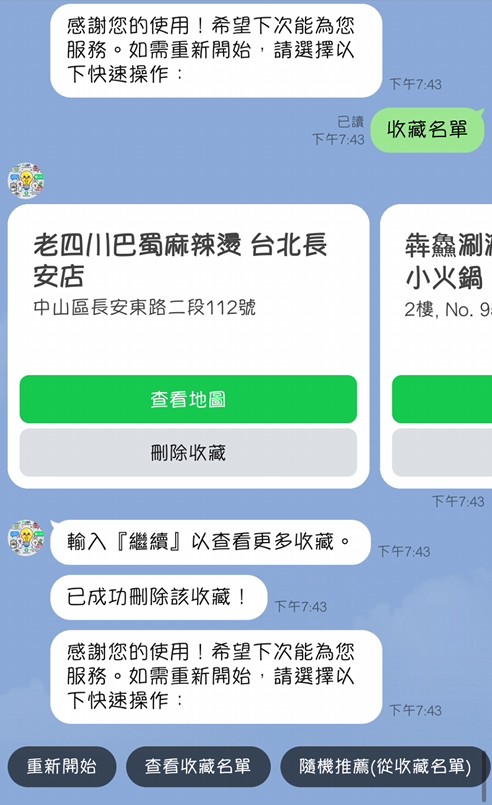 感謝您的使用！希望下次能為您
服務。如需重新開始，請選擇以
下快速操作：
下午7:43
已讀
下午7:43
收藏名單
老四川巴蜀麻辣燙 台北長
安店
中山區長安東路二段112號
查看地圖
刪除收藏
犇鱻涮
小火鍋
2樓, No. 9
下午7:43
輸入『繼續』以查看更多收藏。
下午7:43
已成功刪除該收藏！
下午7:43
感謝您的使用！希望下次能為您
服務。如需重新開始，請選擇以
下快速操作：
下午7:43
重新開始
查看收藏名單
隨機推薦(從收藏名單)